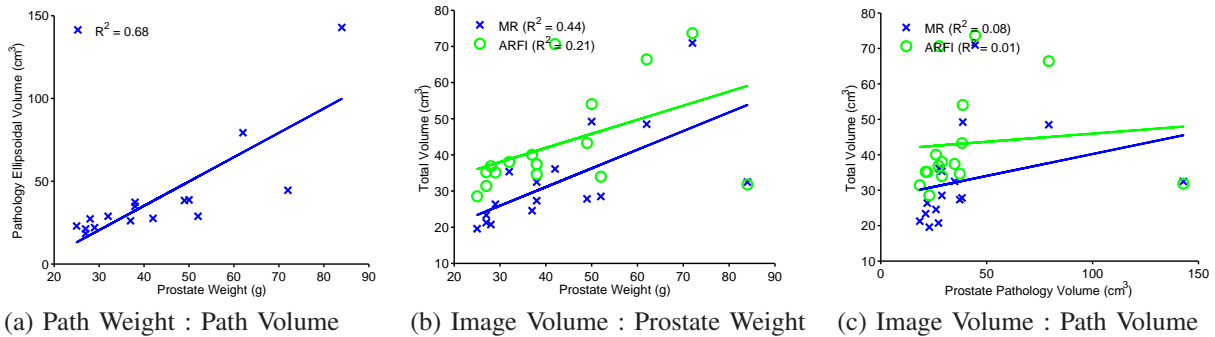 R² = 0.68
Pathology Ellipsoidal Volume (cm³)
150
100
50
0
20 30 40 50 60 70 80 90
Prostate Weight (g)
(a) Path Weight : Path Volume
MR (R² = 0.44)
ARFI (R² = 0.21)
Total Volume (cm³)
80
70
60
50
40
30
20
10
20 30 40 50 60 70 80 90
Prostate Weight (g)
(b) Image Volume : Prostate Weight
MR (R² = 0.08)
ARFI (R² = 0.01)
Total Volume (cm³)
80
70
60
50
40
30
20
10
0 50 100 150
Prostate Pathology Volume (cm³)
(c) Image Volume : Path Volume